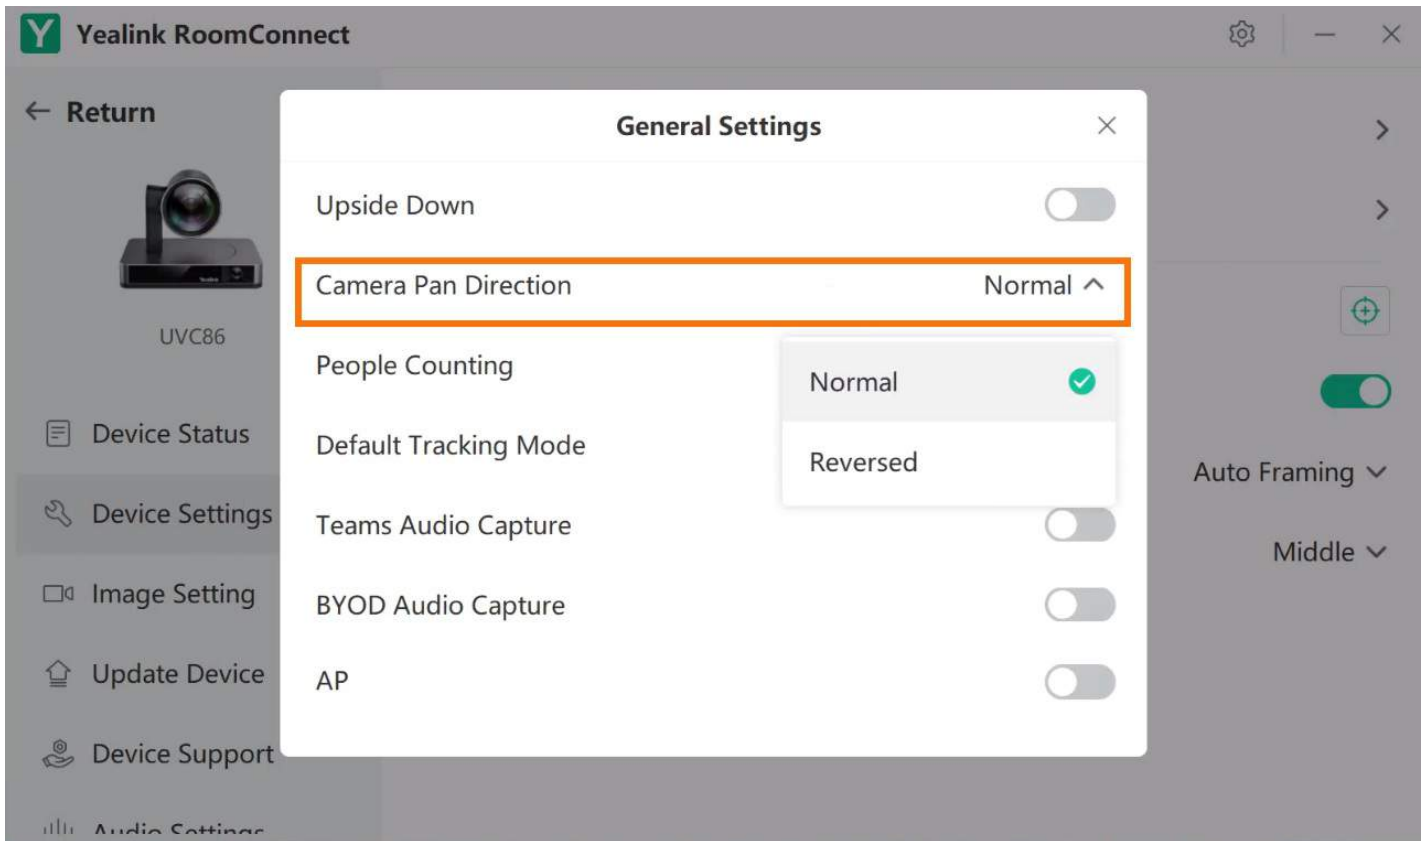 Yealink RoomConnect
Return
UVC86
Device Status
Device Settings
Image Setting
Update Device
Device Support
Audio Settings
General Settings
Upside Down
Camera Pan Direction Normal
People Counting
Normal
Default Tracking Mode
Reversed
Teams Audio Capture
BYOD Audio Capture
AP
Auto Framing
Middle